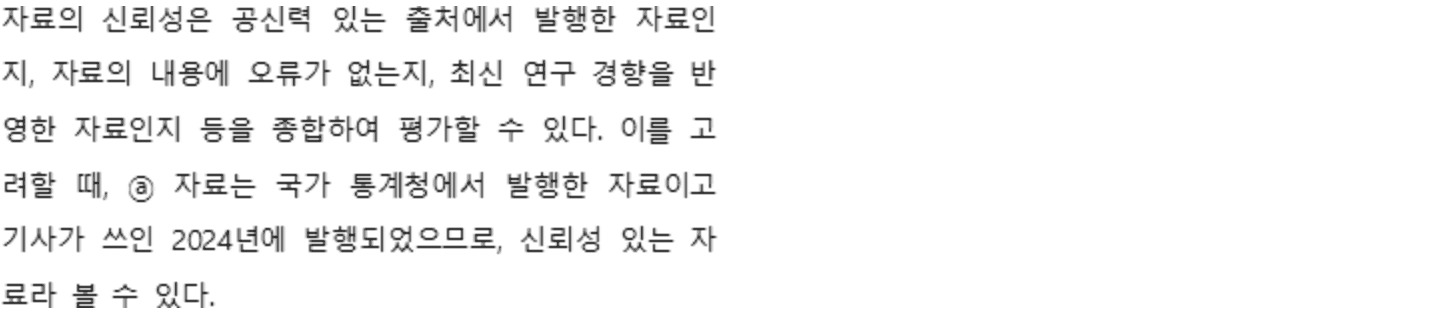 자료의 신뢰성은 공신력 있는 출처에서 발행한 자료인
지, 자료의 내용에 오류가 없는지, 최신 연구 경향을 반
영한 자료인지 등을 종합하여 평가할 수 있다. 이를 고
려할 때, ⓐ 자료는 국가 통계청에서 발행한 자료이고
기사가 쓰인 2024년에 발행되었으므로, 신뢰성 있는 자
료라 볼 수 있다.